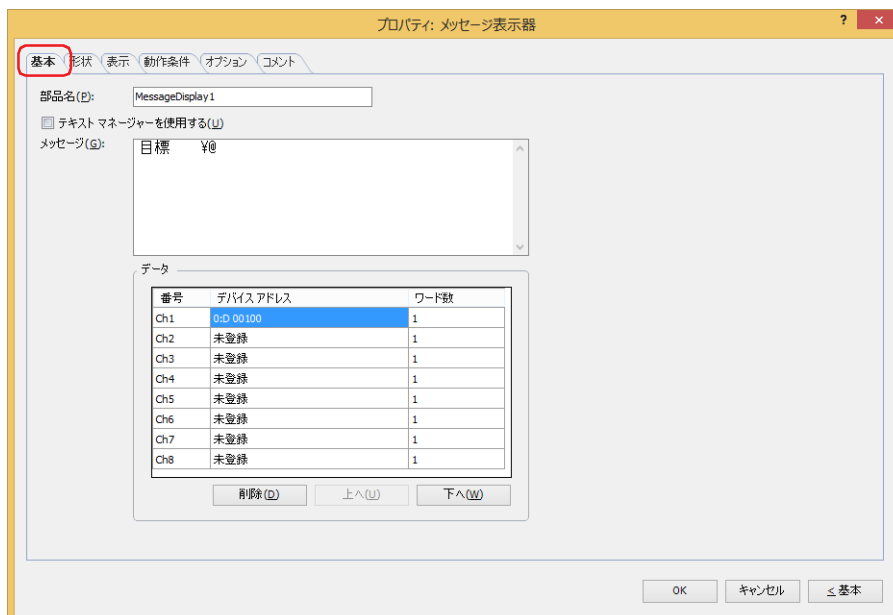 プロパティ: メッセージ表示器
? ×
基本 形状 表示 動作条件 オプション コメント
部品名(P): MessageDisplay1
テキスト マネージャーを使用する(U)
メッセージ(G): 目標 ¥@
データ
番号 デバイス アドレス ワード数
Ch1 0:D 00100 1
Ch2 未登録 1
Ch3 未登録 1
Ch4 未登録 1
Ch5 未登録 1
Ch6 未登録 1
Ch7 未登録 1
Ch8 未登録 1
削除(D) 上へ(U) 下へ(W)
OK キャンセル < 基本